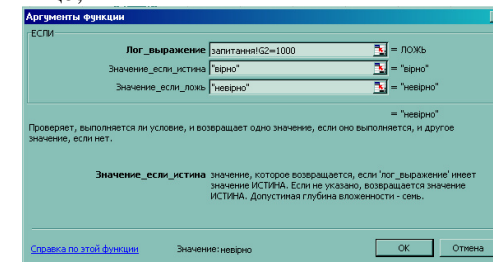 Аргументы функции
ЕСЛИ
Лог_выражение запитання!G2=1000 = ЛОЖЬ
Значение_если_истина "вірно" = "вірно"
Значение_если_ложь "невірно" = "невірно"
= "невірно"
Проверяет, выполняется ли условие, и возвращает одно значение, если оно выполняется, и другое
значение, если нет.
Значение_если_истина значение, которое возвращается, если 'лог_выражение' имеет
значение ИСТИНА. Если не указано, возвращается значение
ИСТИНА. Допустимая глубина вложенности - семь.
Справка по этой функции Значение:невірно ОК Отмена